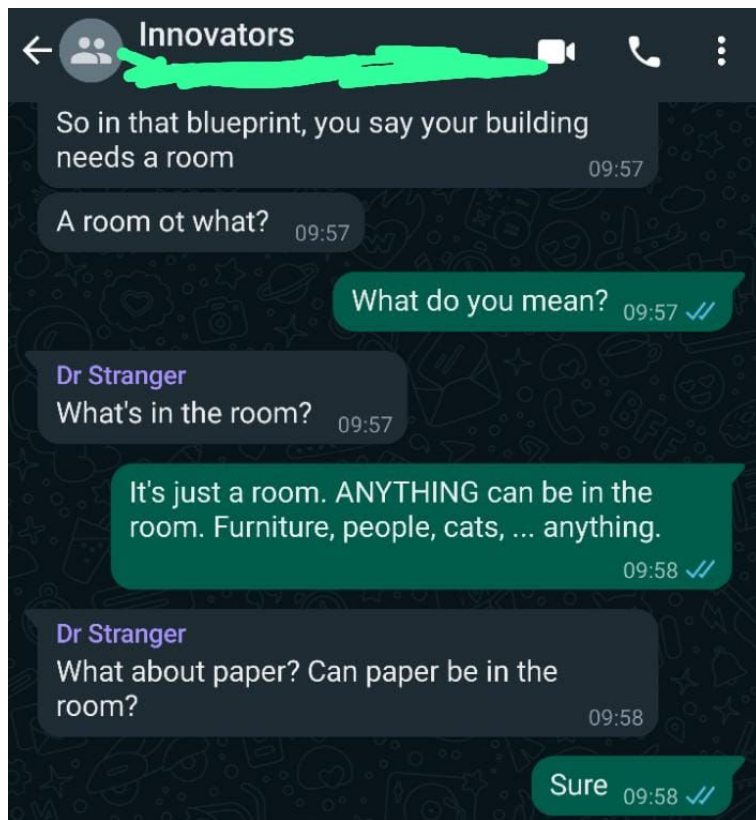 Innovators
So in that blueprint, you say your building
needs a room
09:57
A room ot what? 09:57
What do you mean? 09:57
Dr Stranger
What's in the room? 09:57
It's just a room. ANYTHING can be in the
room. Furniture, people, cats, ... anything.
09:58
Dr Stranger
What about paper? Can paper be in the
room?
09:58
Sure 09:58